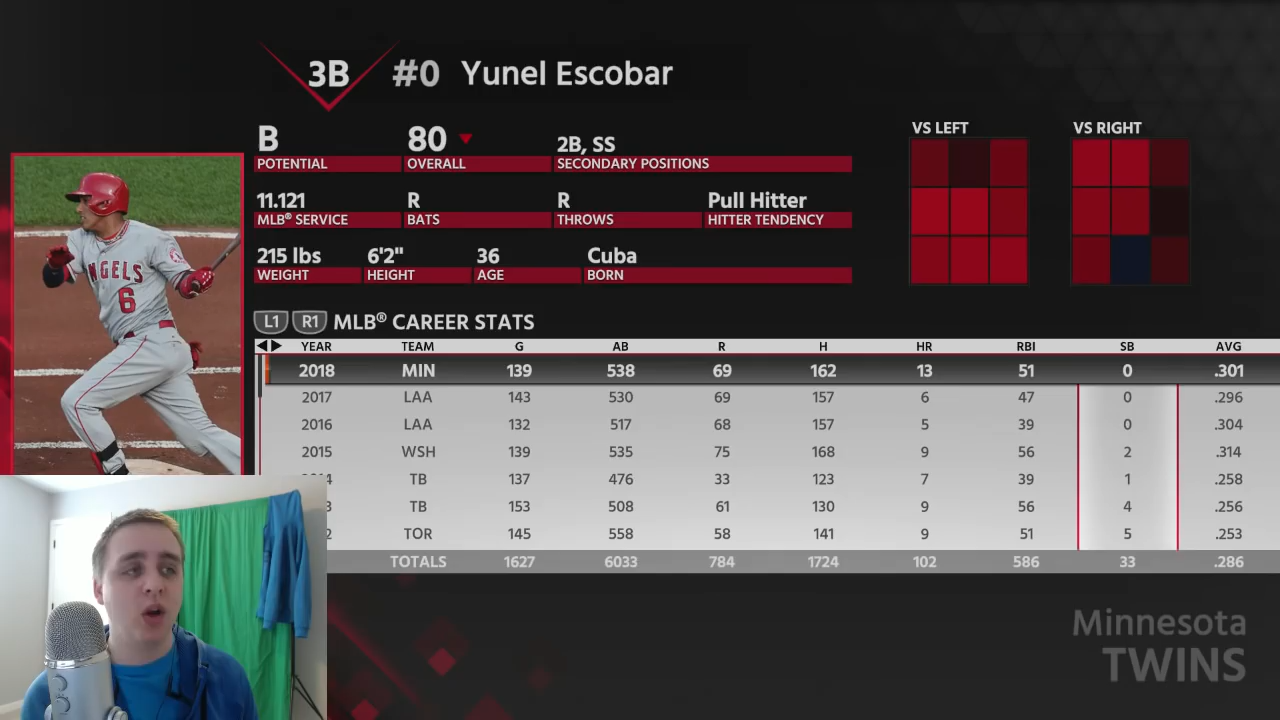 3B #0 Yunel Escobar
B 80 2B, SS
POTENTIAL OVERALL SECONDARY POSITIONS
11.121 R R Pull Hitter
MLB® SERVICE BATS THROWS HITTER TENDENCY
215 lbs 6'2" 36 Cuba
WEIGHT HEIGHT AGE BORN
VS LEFT VS RIGHT
ANGELS
6
L1 R1 MLB® CAREER STATS
YEAR TEAM G AB R H HR RBI SB AVG
2018 MIN 139 538 69 162 13 51 0 .301
2017 LAA 143 530 69 157 6 47 0 .296
2016 LAA 132 517 68 157 5 39 0 .304
2015 WSH 139 535 75 168 9 56 2 .314
TB 137 476 33 123 7 39 1 .258
TB 153 508 61 130 9 56 4 .256
TOR 145 558 58 141 9 51 5 .253
TOTALS 1627 6033 784 1724 102 586 33 .286
Minnesota
TWINS